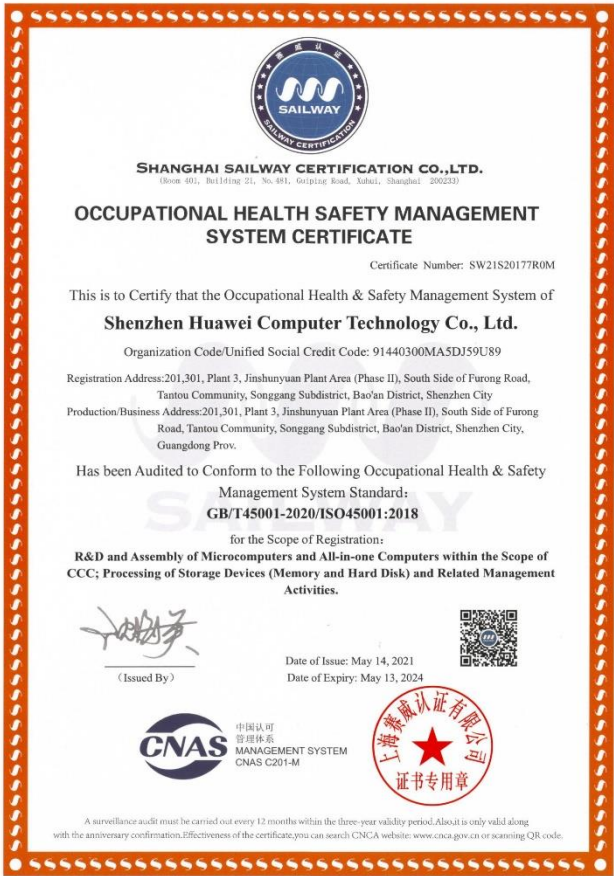 赛威认证
SAILWAY
SAILWAY CERTIFICATION
SHANGHAI SAILWAY CERTIFICATION CO.,LTD.
(Room 401, Building 21, No.481, Guiping Road, Xuhui, Shanghai 200233)
OCCUPATIONAL HEALTH SAFETY MANAGEMENT
SYSTEM CERTIFICATE
Certificate Number: SW21S20177R0M
This is to Certify that the Occupational Health & Safety Management System of
Shenzhen Huawei Computer Technology Co., Ltd.
Organization Code/Unified Social Credit Code: 91440300MA5DJ59U89
Registration Address:201,301, Plant 3, Jinshunyuan Plant Area (Phase II), South Side of Furong Road,
Tantou Community, Songgang Subdistrict, Bao'an District, Shenzhen City
Production/Business Address:201,301, Plant 3, Jinshunyuan Plant Area (Phase II), South Side of Furong
Road, Tantou Community, Songgang Subdistrict, Bao'an District, Shenzhen City,
Guangdong Prov.
Has been Audited to Conform to the Following Occupational Health & Safety
Management System Standard:
SAILWAY
GB/T45001-2020/ISO45001:2018
for the Scope of Registration:
R&D and Assembly of Microcomputers and All-in-one Computers within the Scope of
CCC; Processing of Storage Devices (Memory and Hard Disk) and Related Management
Activities.
(Issued By)
Date of Issue: May 14, 2021
Date of Expiry: May 13, 2024
CNAS
中国认可
管理体系
MANAGEMENT SYSTEM
CNAS C201-M
上海赛威认证有限公司
证书专用章
A surveillance audit must be carried out every 12 months within the three-year validity period.Also,it is only valid along
with the anniversary confirmation.Effectiveness of the certificate,you can search CNCA website: www.cnca.gov.cn or scanning QR code.